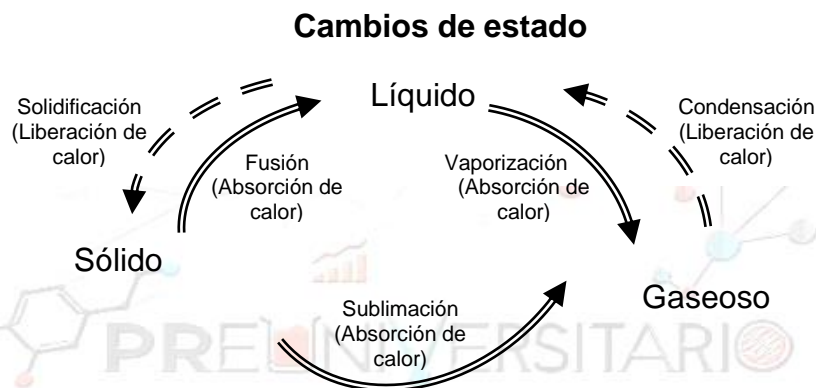 Cambios de estado
Líquido
Solidificación
(Liberación de
calor)
Fusión
(Absorción de
calor)
Vaporización
(Absorción de
calor)
Condensación
(Liberación de
calor)
Sólido
Gaseoso
Sublimación
(Absorción de
calor)
PREUNIVERSITARIO